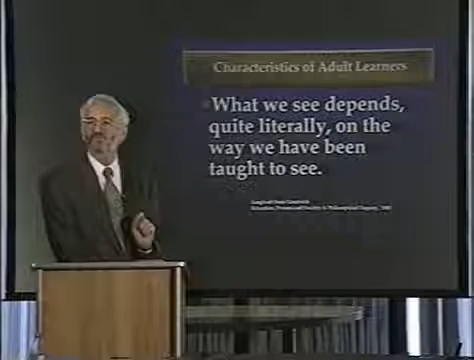 Characteristics of Adult Learners
What we see depends,
quite literally, on the
way we have been
taught to see.